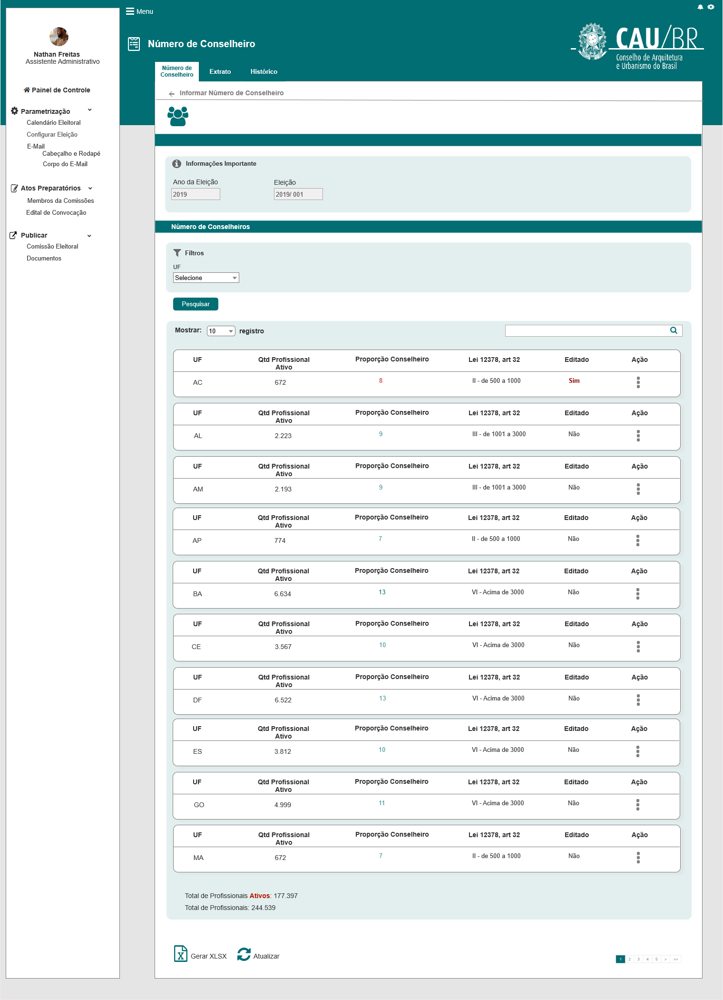 Menu
Nathan Freitas
Assistente Administrativo
Painel de Controle
Parametrização
Calendário Eleitoral
Configurar Eleição
E-Mail
Cabeçalho e Rodapé
Corpo do E-Mail
Atos Preparatórios
Membros da Comissões
Edital de Convocação
Publicar
Comissão Eleitoral
Documentos
Número de Conselheiro
CAU/BR
Conselho de Arquitetura
e Urbanismo do Brasil
Número de
Conselheiro
Extrato
Histórico
Informar Número de Conselheiro
Informações Importante
Ano da Eleição
Eleição
2019
2019/ 001
Número de Conselheiros
Filtros
UF
Selecione
Pesquisar
Mostrar: 10 registro
UF Qtd Profissional Ativo Proporção Conselheiro Lei 12378, art 32 Editado Ação
AC 672 8 II - de 500 a 1000 Sim
UF Qtd Profissional Ativo Proporção Conselheiro Lei 12378, art 32 Editado Ação
AL 2.223 9 III - de 1001 a 3000 Não
UF Qtd Profissional Ativo Proporção Conselheiro Lei 12378, art 32 Editado Ação
AM 2.193 9 III - de 1001 a 3000 Não
UF Qtd Profissional Ativo Proporção Conselheiro Lei 12378, art 32 Editado Ação
AP 774 7 II - de 500 a 1000 Não
UF Qtd Profissional Ativo Proporção Conselheiro Lei 12378, art 32 Editado Ação
BA 6.634 13 VI - Acima de 3000 Não
UF Qtd Profissional Ativo Proporção Conselheiro Lei 12378, art 32 Editado Ação
CE 3.567 10 VI - Acima de 3000 Não
UF Qtd Profissional Ativo Proporção Conselheiro Lei 12378, art 32 Editado Ação
DF 6.522 13 VI - Acima de 3000 Não
UF Qtd Profissional Ativo Proporção Conselheiro Lei 12378, art 32 Editado Ação
ES 3.812 10 VI - Acima de 3000 Não
UF Qtd Profissional Ativo Proporção Conselheiro Lei 12378, art 32 Editado Ação
GO 4.999 11 VI - Acima de 3000 Não
UF Qtd Profissional Ativo Proporção Conselheiro Lei 12378, art 32 Editado Ação
MA 672 7 II - de 500 a 1000 Não
Total de Profissionais Ativos: 177.397
Total de Profissionais: 244.539
Gerar XLSX
Atualizar
1 2 3 4 5 > >>